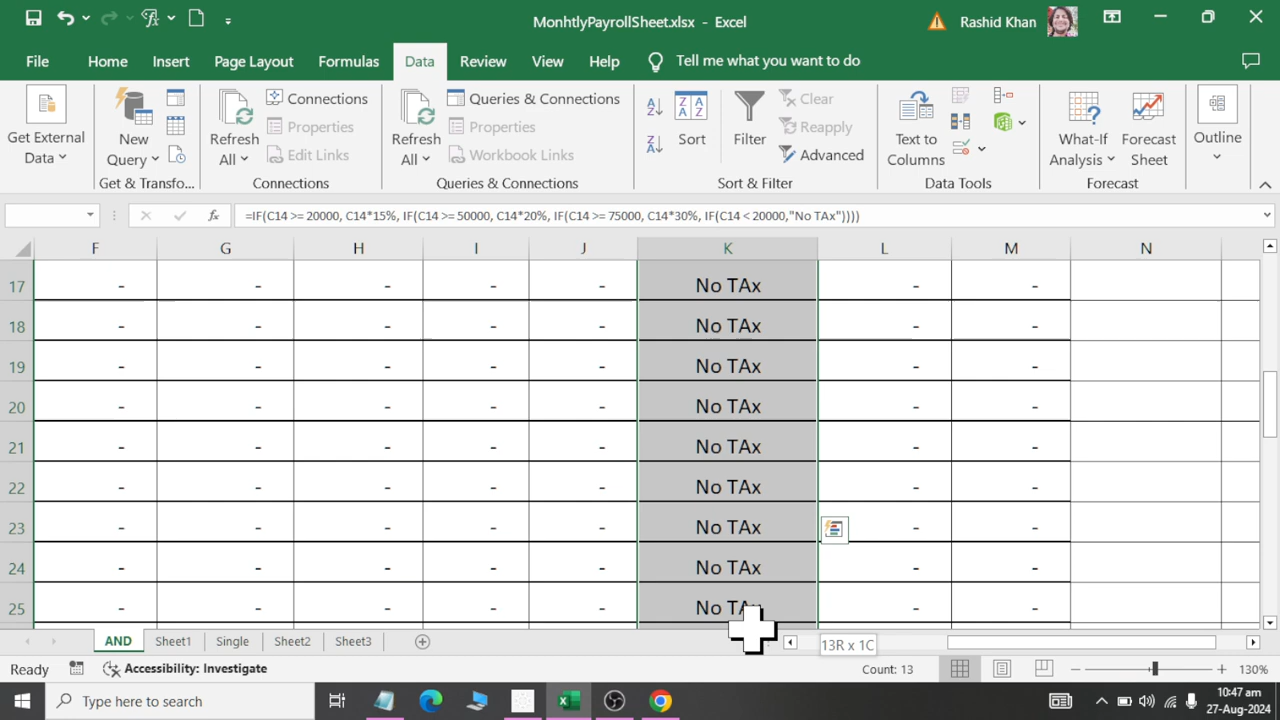 MonhtlyPayrollSheet.xlsx - Excel
Rashid Khan
File Home Insert Page Layout Formulas Data Review View Help Tell me what you want to do
Get External Data
New Query
Get & Transfo...
Refresh All
Connections
Properties
Edit Links
Connections
Refresh All
Queries & Connections
Properties
Workbook Links
Queries & Connections
Sort
Filter
Clear
Reapply
Advanced
Sort & Filter
Text to Columns
Data Tools
What-If Analysis
Forecast Sheet
Forecast
Outline
fx =IF(C14 >= 20000, C14*15%, IF(C14 >= 50000, C14*20%, IF(C14 >= 75000, C14*30%, IF(C14 < 20000,"No TAx"))))
F G H I J K L M N
17 - - - - - No TAx - -
18 - - - - - No TAx - -
19 - - - - - No TAx - -
20 - - - - - No TAx - -
21 - - - - - No TAx - -
22 - - - - - No TAx - -
23 - - - - - No TAx - -
24 - - - - - No TAx - -
25 - - - - - No TAx - -
AND Sheet1 Single Sheet2 Sheet3
13R x 1C
Ready Accessibility: Investigate Count: 13 130%
Type here to search
10:47 am
27-Aug-2024